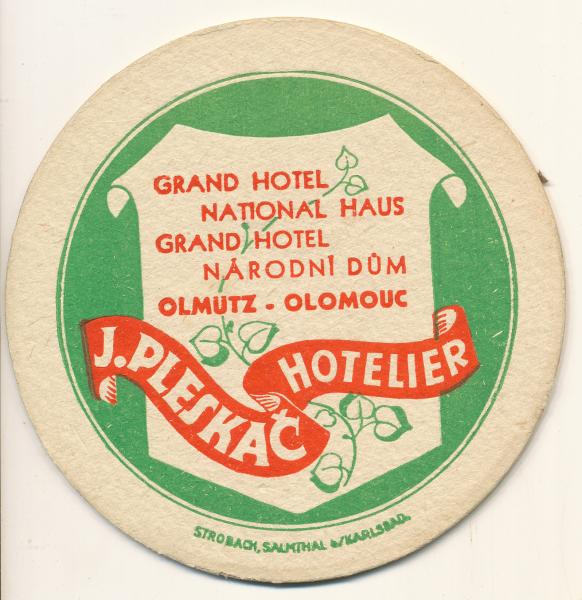 GRAND HOTEL
NATIONAL HAUS
GRAND HOTEL
NÁRODNÍ DŮM
OLMÜTZ - OLOMOUC
J. PLESKAČ HOTELIER
STROBACH, SALMTHAL b/KARLSBAD.